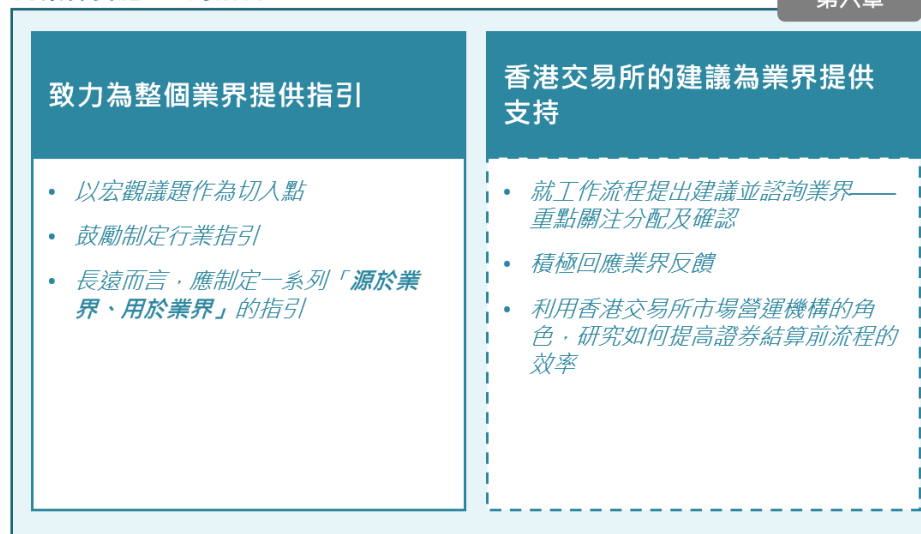 第六章
致力為整個業界提供指引
• 以宏觀議題作為切入點
• 鼓勵制定行業指引
• 長遠而言，應制定一系列「源於業
界、用於業界」的指引
香港交易所的建議為業界提供
支持
• 就工作流程提出建議並諮詢業界——
重點關注分配及確認
• 積極回應業界反饋
• 利用香港交易所市場營運機構的角
色，研究如何提高證券結算前流程的
效率